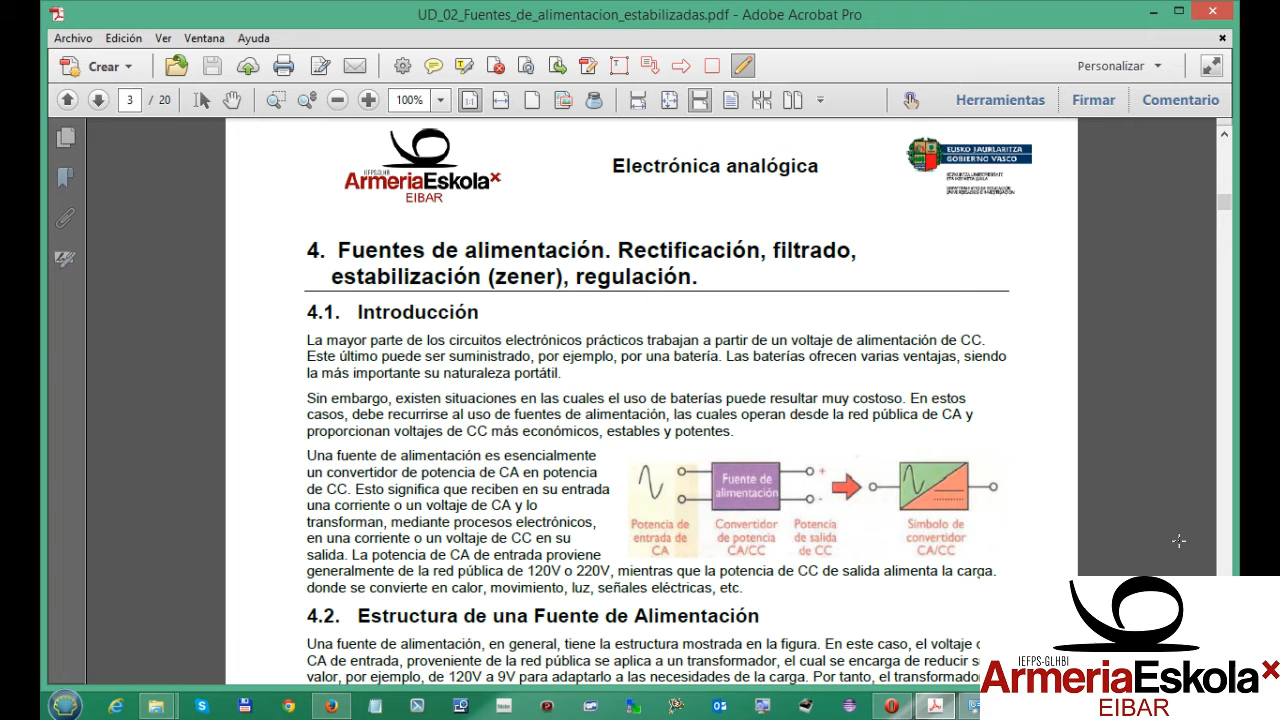 UD_02_Fuentes_de_alimentacion_estabilizadas.pdf - Adobe Acrobat Pro
Archivo Edición Ver Ventana Ayuda
Crear
Personalizar
3 / 20
100%
Herramientas Firmar Comentario
IEFPS-GLHBI
ArmeriaEskola
EIBAR
Electrónica analógica
EUSKO JAURLARITZA
GOBIERNO VASCO
4. Fuentes de alimentación. Rectificación, filtrado,
estabilización (zener), regulación.
4.1. Introducción
La mayor parte de los circuitos electrónicos prácticos trabajan a partir de un voltaje de alimentación de CC.
Este último puede ser suministrado, por ejemplo, por una batería. Las baterías ofrecen varias ventajas, siendo
la más importante su naturaleza portátil.
Sin embargo, existen situaciones en las cuales el uso de baterías puede resultar muy costoso. En estos
casos, debe recurrirse al uso de fuentes de alimentación, las cuales operan desde la red pública de CA y
proporcionan voltajes de CC más económicos, estables y potentes.
Una fuente de alimentación es esencialmente
un convertidor de potencia de CA en potencia
de CC. Esto significa que reciben en su entrada
una corriente o un voltaje de CA y lo
transforman, mediante procesos electrónicos,
en una corriente o un voltaje de CC en su
salida. La potencia de CA de entrada proviene
generalmente de la red pública de 120V o 220V, mientras que la potencia de CC de salida alimenta la carga.
donde se convierte en calor, movimiento, luz, señales eléctricas, etc.
Fuente de
alimentación
+
-
Potencia de
entrada de
CA
Convertidor
de potencia
CA/CC
Potencia
de salida
de CC
Símbolo de
convertidor
CA/CC
4.2. Estructura de una Fuente de Alimentación
Una fuente de alimentación, en general, tiene la estructura mostrada en la figura. En este caso, el voltaje
CA de entrada, proveniente de la red pública se aplica a un transformador, el cual se encarga de reducir
valor, por ejemplo, de 120V a 9V para adaptarlo a las necesidades de la carga. Por tanto, el transformador
IEFPS-GLHBI
ArmeriaEskola
EIBAR